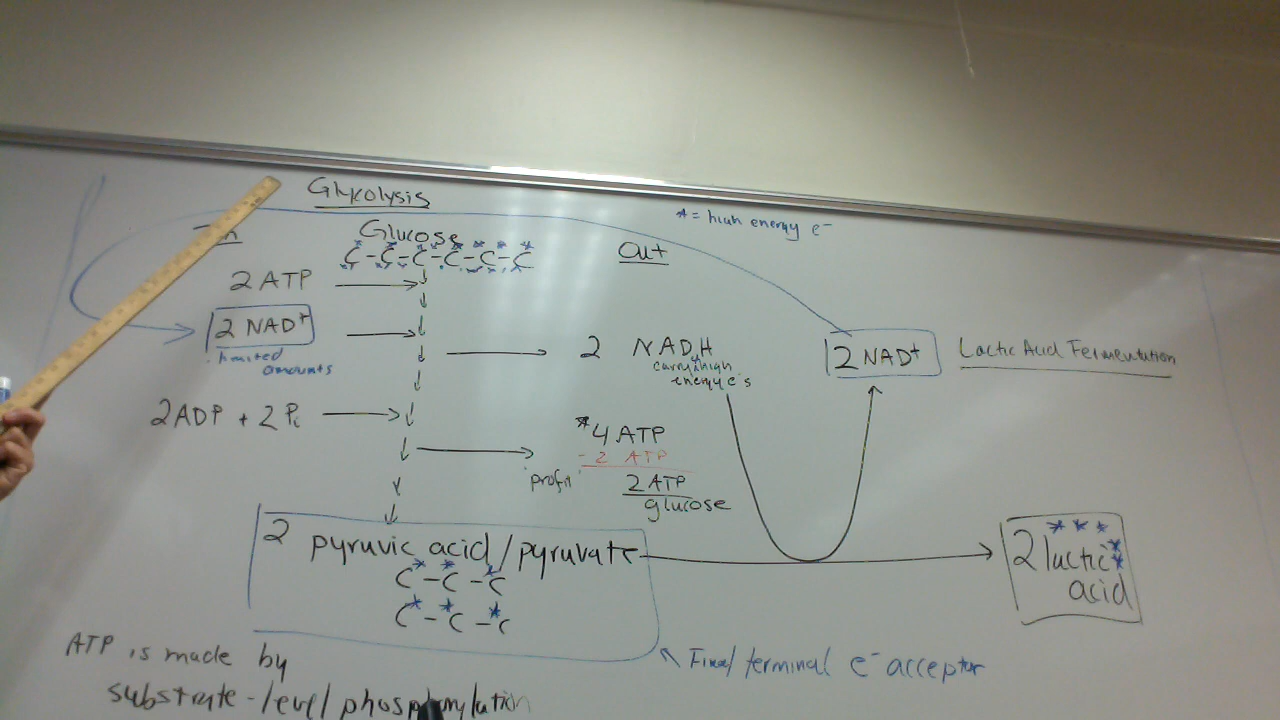 Glycolysis
In
Glucose
* = high energy e⁻
C-C-C-C-C-C
Out
2 ATP
2 NAD⁺
limited
amounts
2 NADH
carry high
energy e's
2 NAD⁺
Lactic Acid Fermentation
2ADP + 2 Pi
*4 ATP
- 2 ATP
profit
2 ATP
glucose
2 pyruvic acid/pyruvate
C-C-C
C-C-C
2 lactic
acid
Final/terminal e⁻ acceptor
ATP is made by
substrate-level phosphorylation